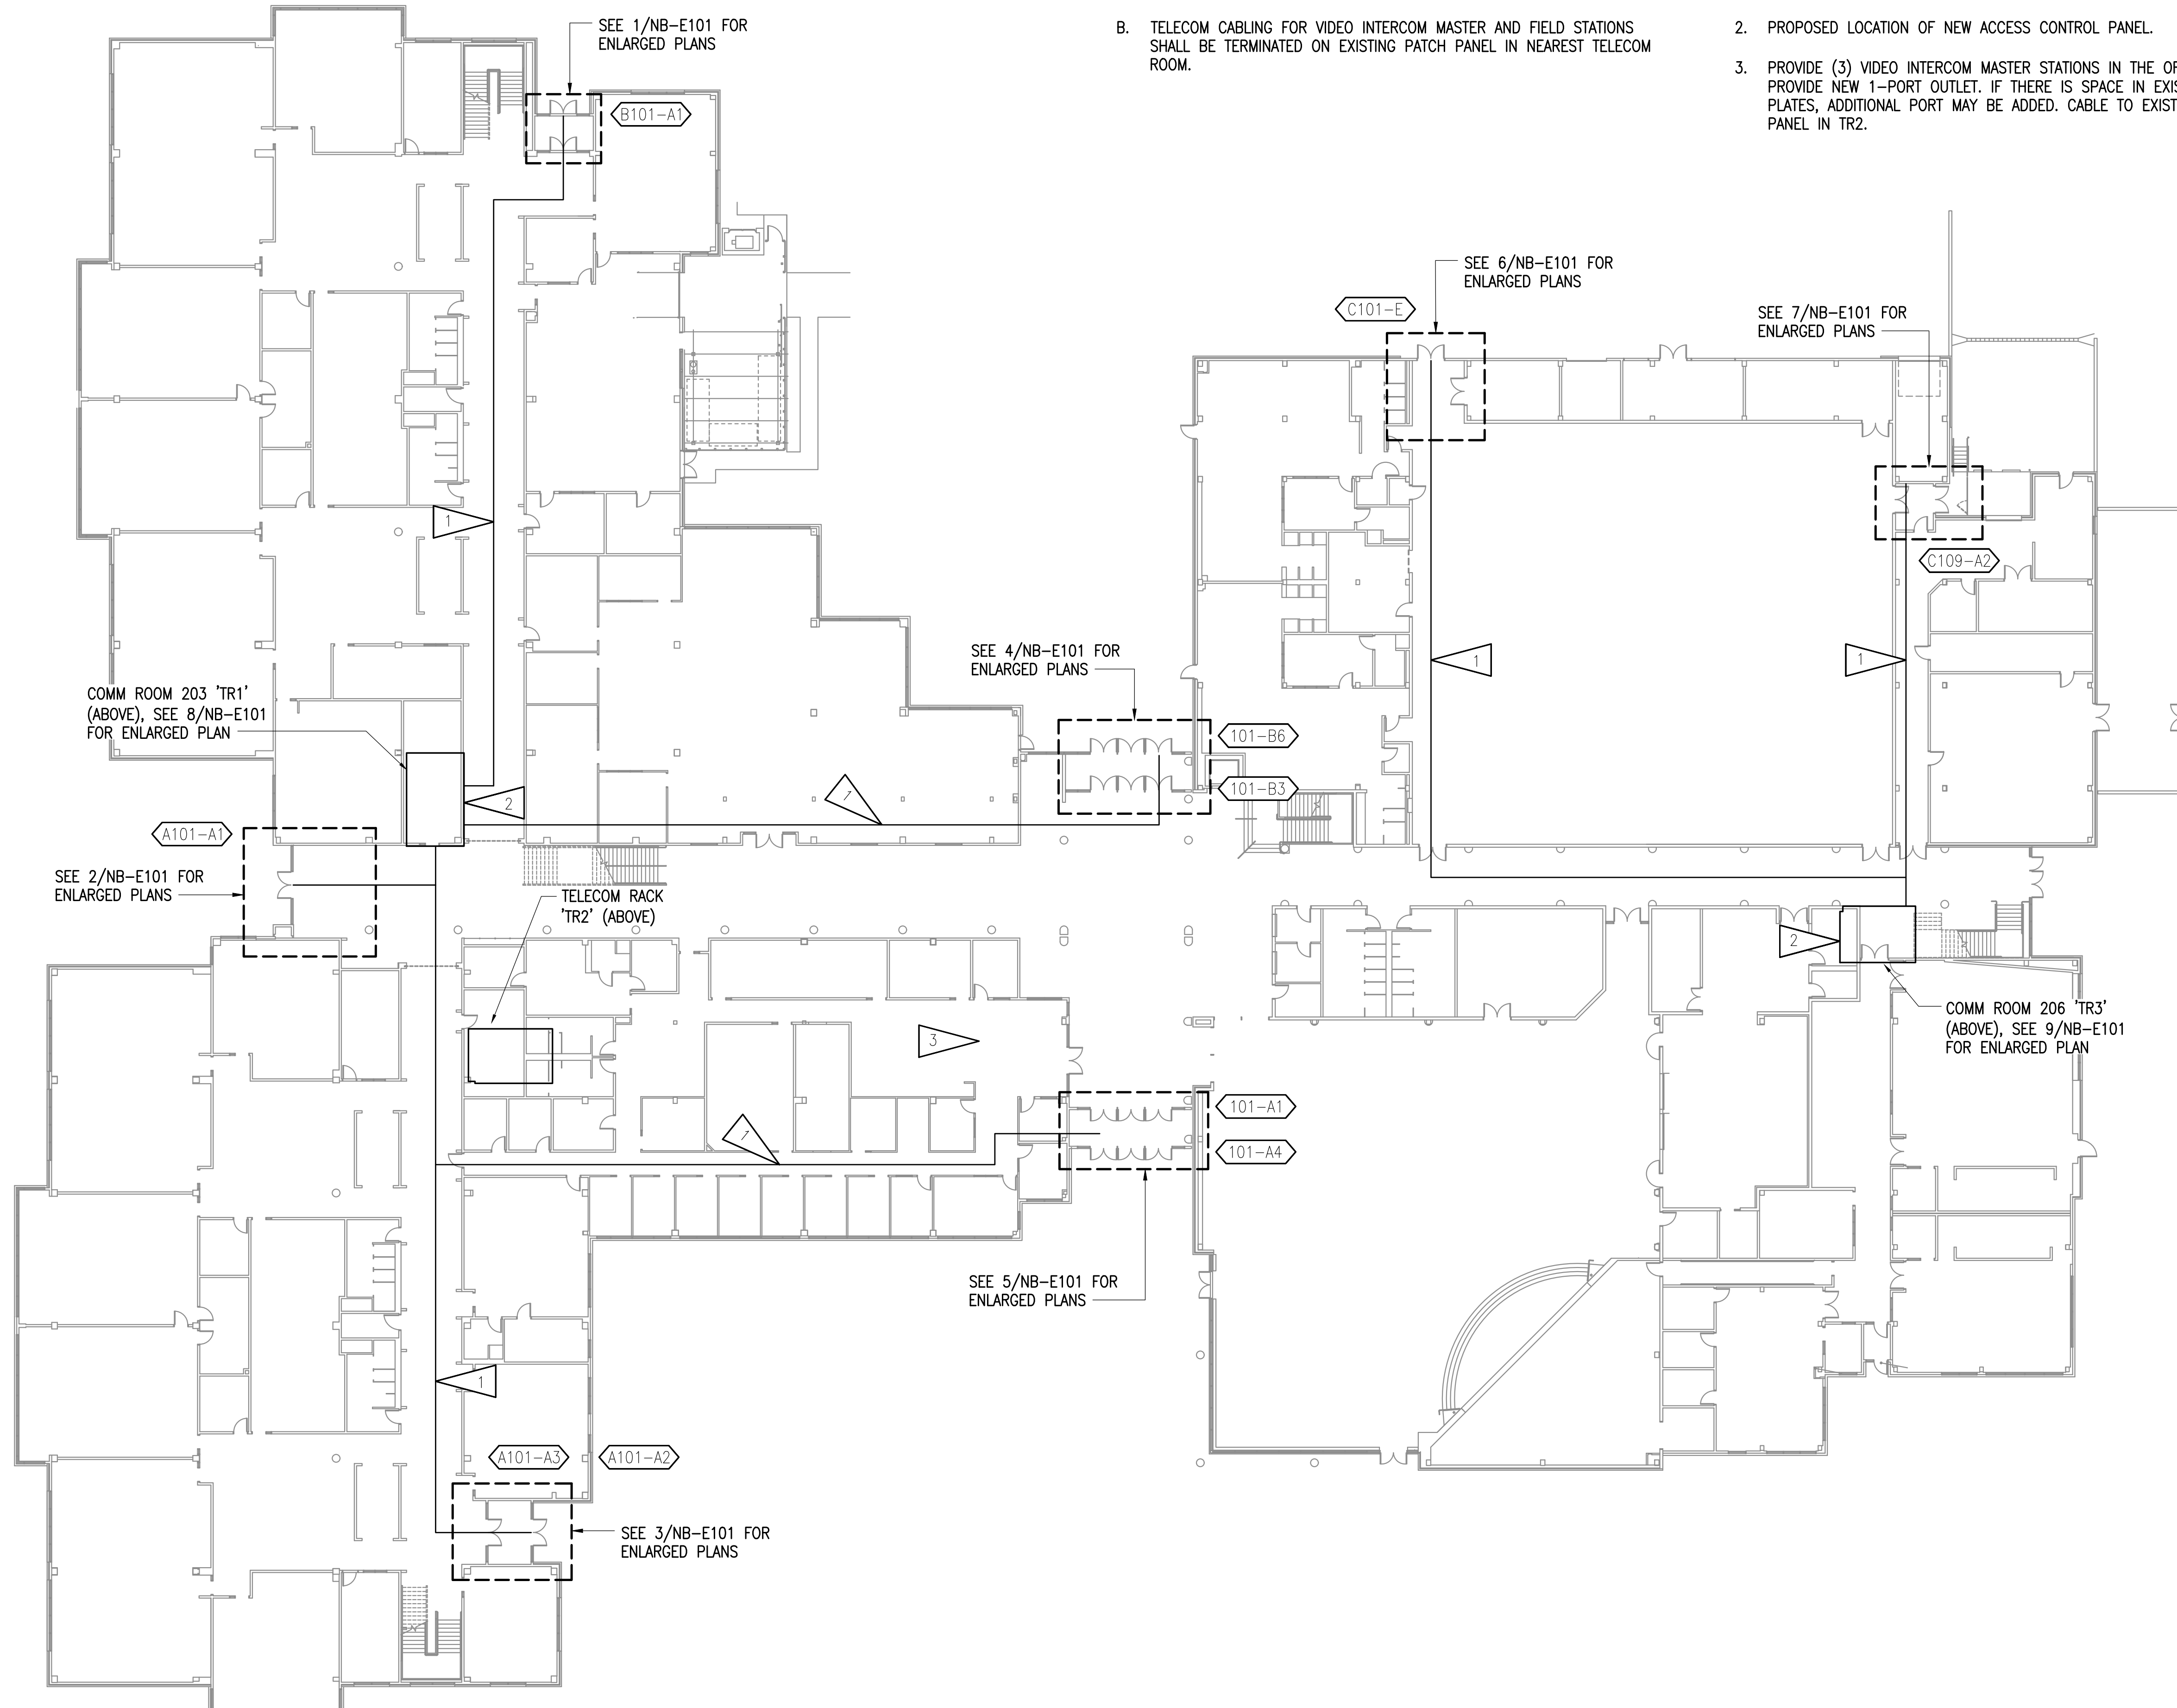 SEE 1/NB-E101 FOR
ENLARGED PLANS
B101-A1
B. TELECOM CABLING FOR VIDEO INTERCOM MASTER AND FIELD STATIONS
SHALL BE TERMINATED ON EXISTING PATCH PANEL IN NEAREST TELECOM
ROOM.
2. PROPOSED LOCATION OF NEW ACCESS CONTROL PANEL.
3. PROVIDE (3) VIDEO INTERCOM MASTER STATIONS IN THE
PROVIDE NEW 1-PORT OUTLET. IF THERE IS SPACE IN
PLATES, ADDITIONAL PORT MAY BE ADDED. CABLE TO
PANEL IN TR2.
SEE 6/NB-E101 FOR
ENLARGED PLANS
C101-E
SEE 7/NB-E101 FOR
ENLARGED PLANS
1
C109-A2
SEE 4/NB-E101 FOR
ENLARGED PLANS
1
1
COMM ROOM 203 'TR1'
(ABOVE), SEE 8/NB-E101
FOR ENLARGED PLAN
101-B6
101-B3
2
1
A101-A1
SEE 2/NB-E101 FOR
ENLARGED PLANS
TELECOM RACK
'TR2' (ABOVE)
2
COMM ROOM 206 'TR3'
(ABOVE), SEE 9/NB-E101
FOR ENLARGED PLAN
3
101-A1
101-A4
1
SEE 5/NB-E101 FOR
ENLARGED PLANS
1
A101-A3
A101-A2
SEE 3/NB-E101 FOR
ENLARGED PLANS